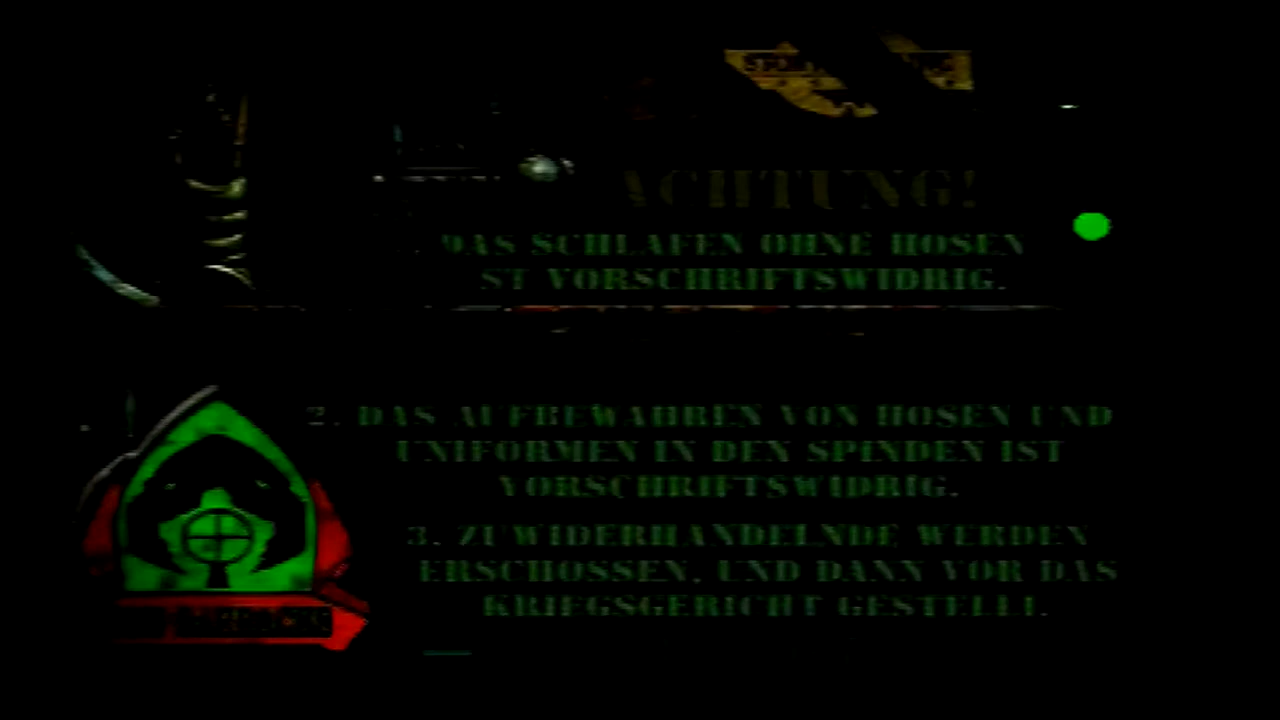 ACHTUNG!
DAS SCHLAFEN OHNE HOSEN
IST VORSCHRIFTSWIDRIG.
2. DAS AUFBEWAHREN VON HOSEN UND
UNIFORMEN IN DEN SPINDEN IST
VORSCHRIFTSWIDRIG.
3. ZUWIDERHANDELNDE WERDEN
ERSCHOSSEN, UND DANN VOR DAS
KRIEGSGERICHT GESTELLT.